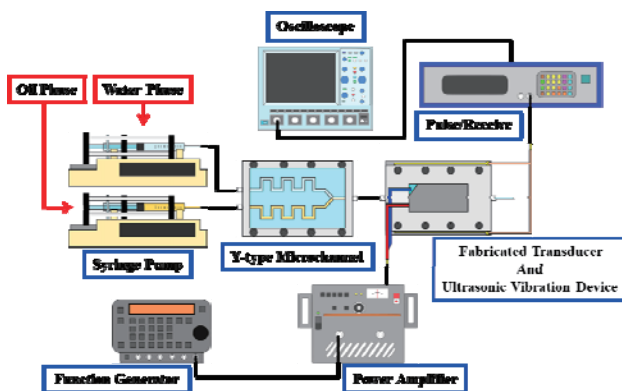 Oscilloscope
Oil Phase
Water Phase
Pulse/Receive
Syringe Pump
Y-type Microchannel
Fabricated Transducer
And
Ultrasonic Vibration Device
Function Generator
Power Amplifier